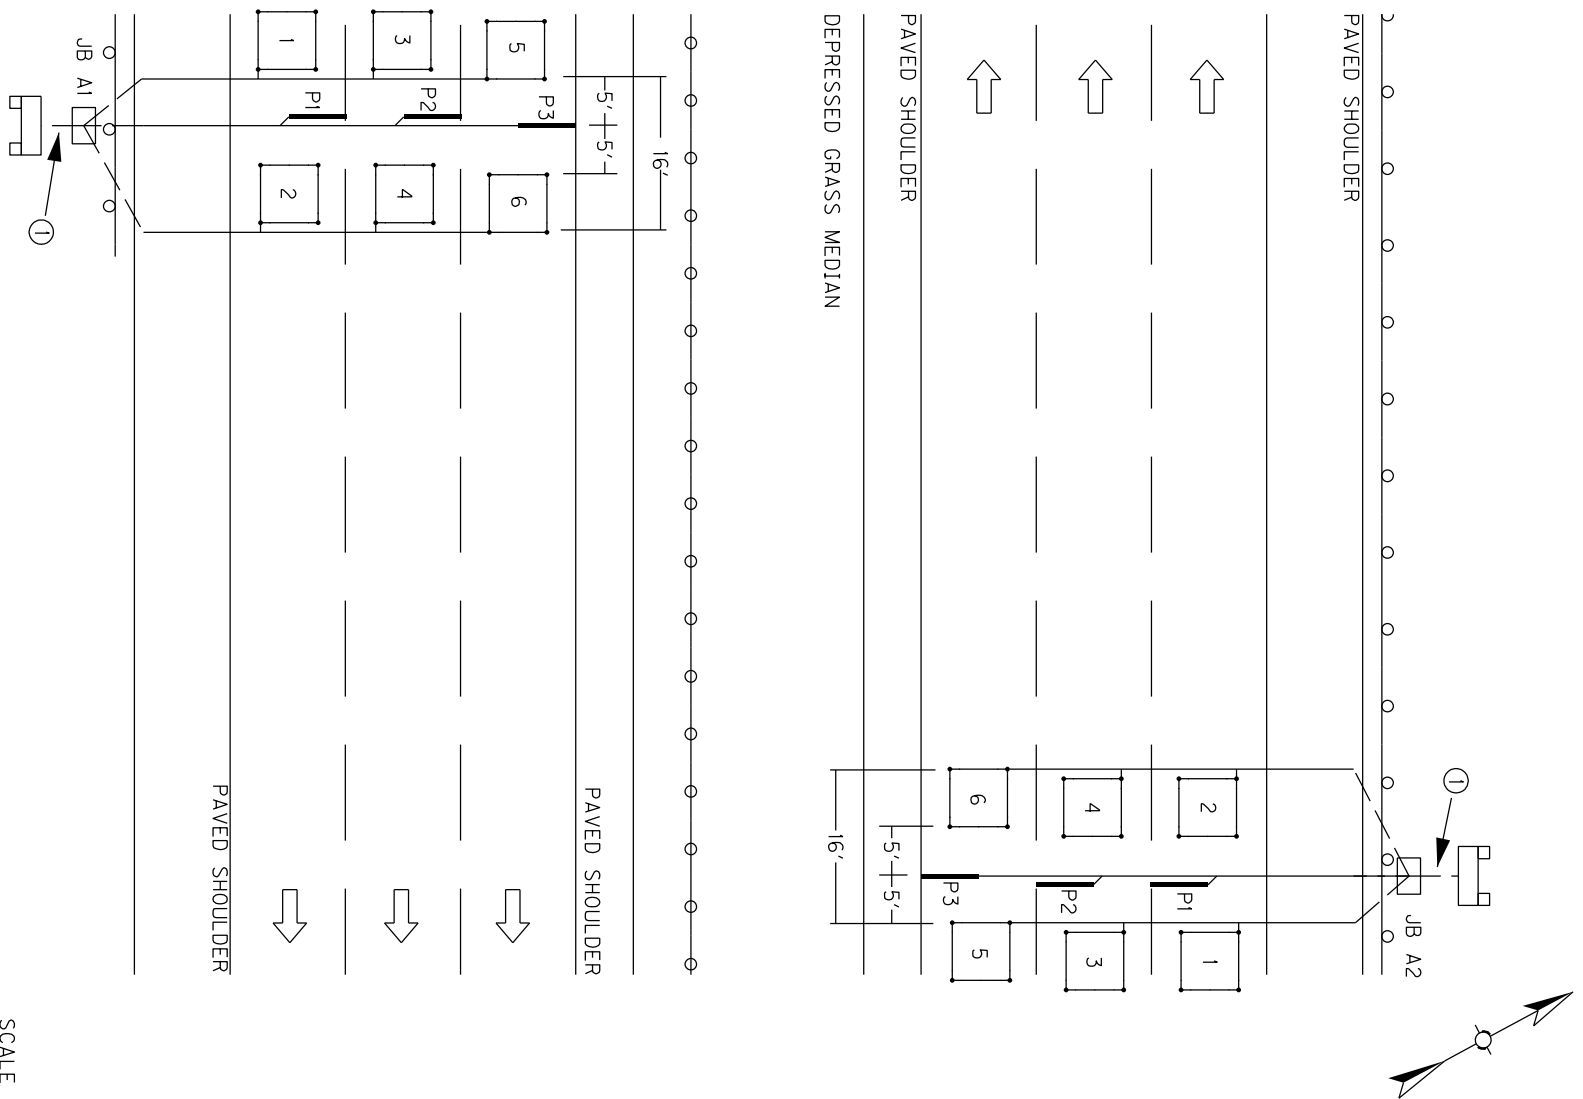 JB A1
1
1
3
5
P1
P2
P3
5'
5'
16'
2
4
6
PAVED SHOULDER
PAVED SHOULDER
DEPRESSED GRASS MEDIAN
PAVED SHOULDER
PAVED SHOULDER
6
4
2
16'
5'
5'
P3
P2
P1
5
3
1
1
JB A2
SCALE